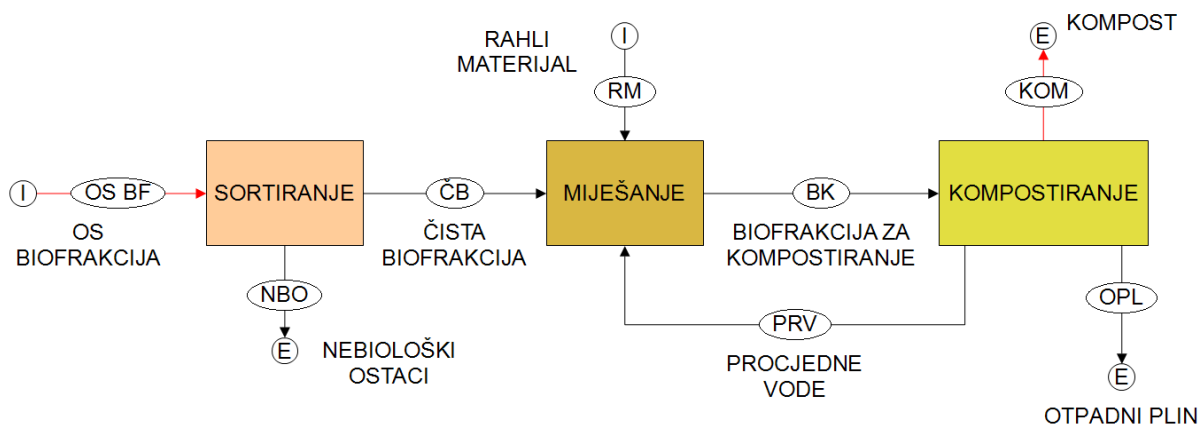 RAHLI
MATERIJAL
I
RM
E
KOMPOST
KOM
I
OS BF
SORTIRANJE
ČB
MIJEŠANJE
BK
KOMPOSTIRANJE
OS
BIOFRAKCIJA
ČISTA
BIOFRAKCIJA
BIOFRAKCIJA ZA
KOMPOSTIRANJE
NBO
E
NEBIOLOŠKI
OSTACI
PRV
PROCJEDNE
VODE
OPL
E
OTPADNI PLIN